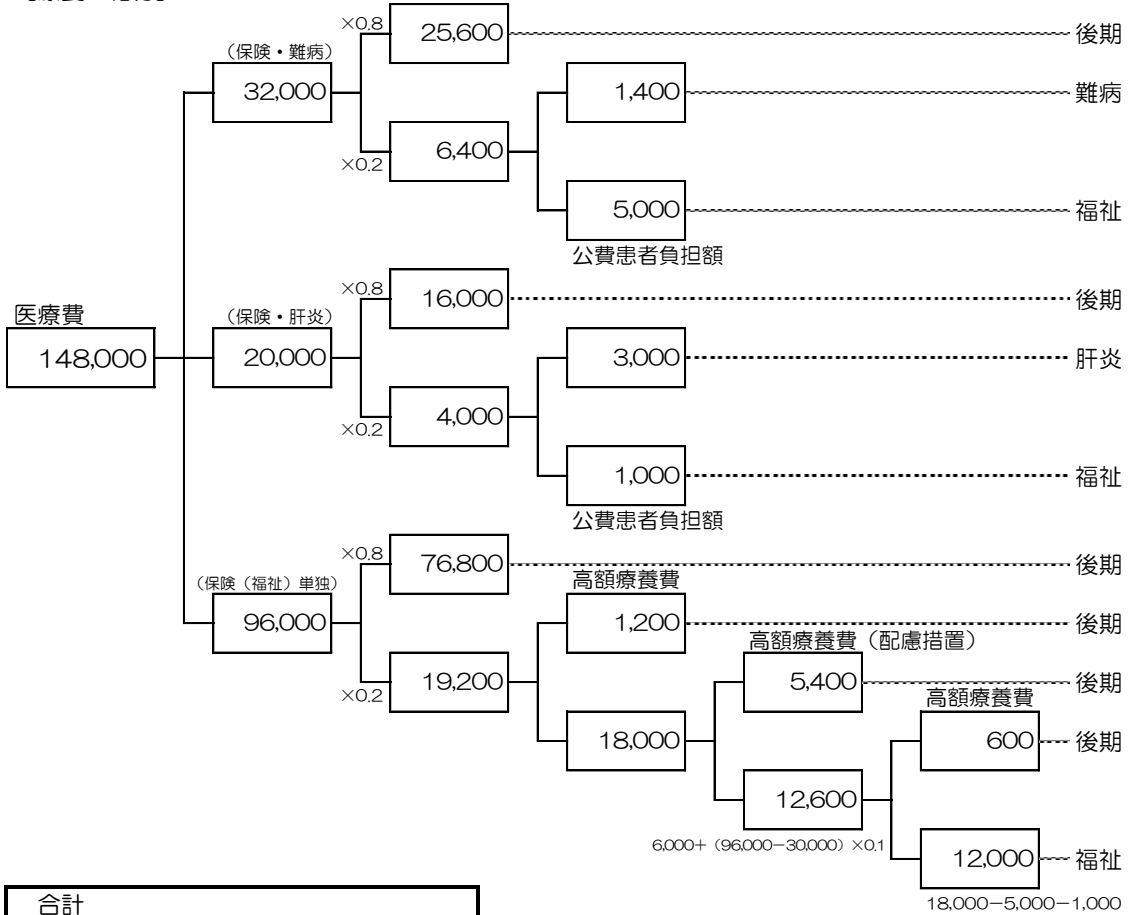 ×0.8
25,600
後期
(保険・難病)
32,000
1,400
難病
×0.2
6,400
5,000
福祉
公費患者負担額
×0.8
16,000
後期
医療費
148,000
(保険・肝炎)
20,000
3,000
肝炎
×0.2
4,000
1,000
福祉
公費患者負担額
×0.8
76,800
後期
(保険(福祉)単独)
96,000
高額療養費
1,200
後期
高額療養費(配慮措置)
×0.2
19,200
5,400
後期
高額療養費
18,000
600
後期
12,600
6,000+(96,000-30,000)×0.1
12,000
福祉
18,000-5,000-1,000
合計